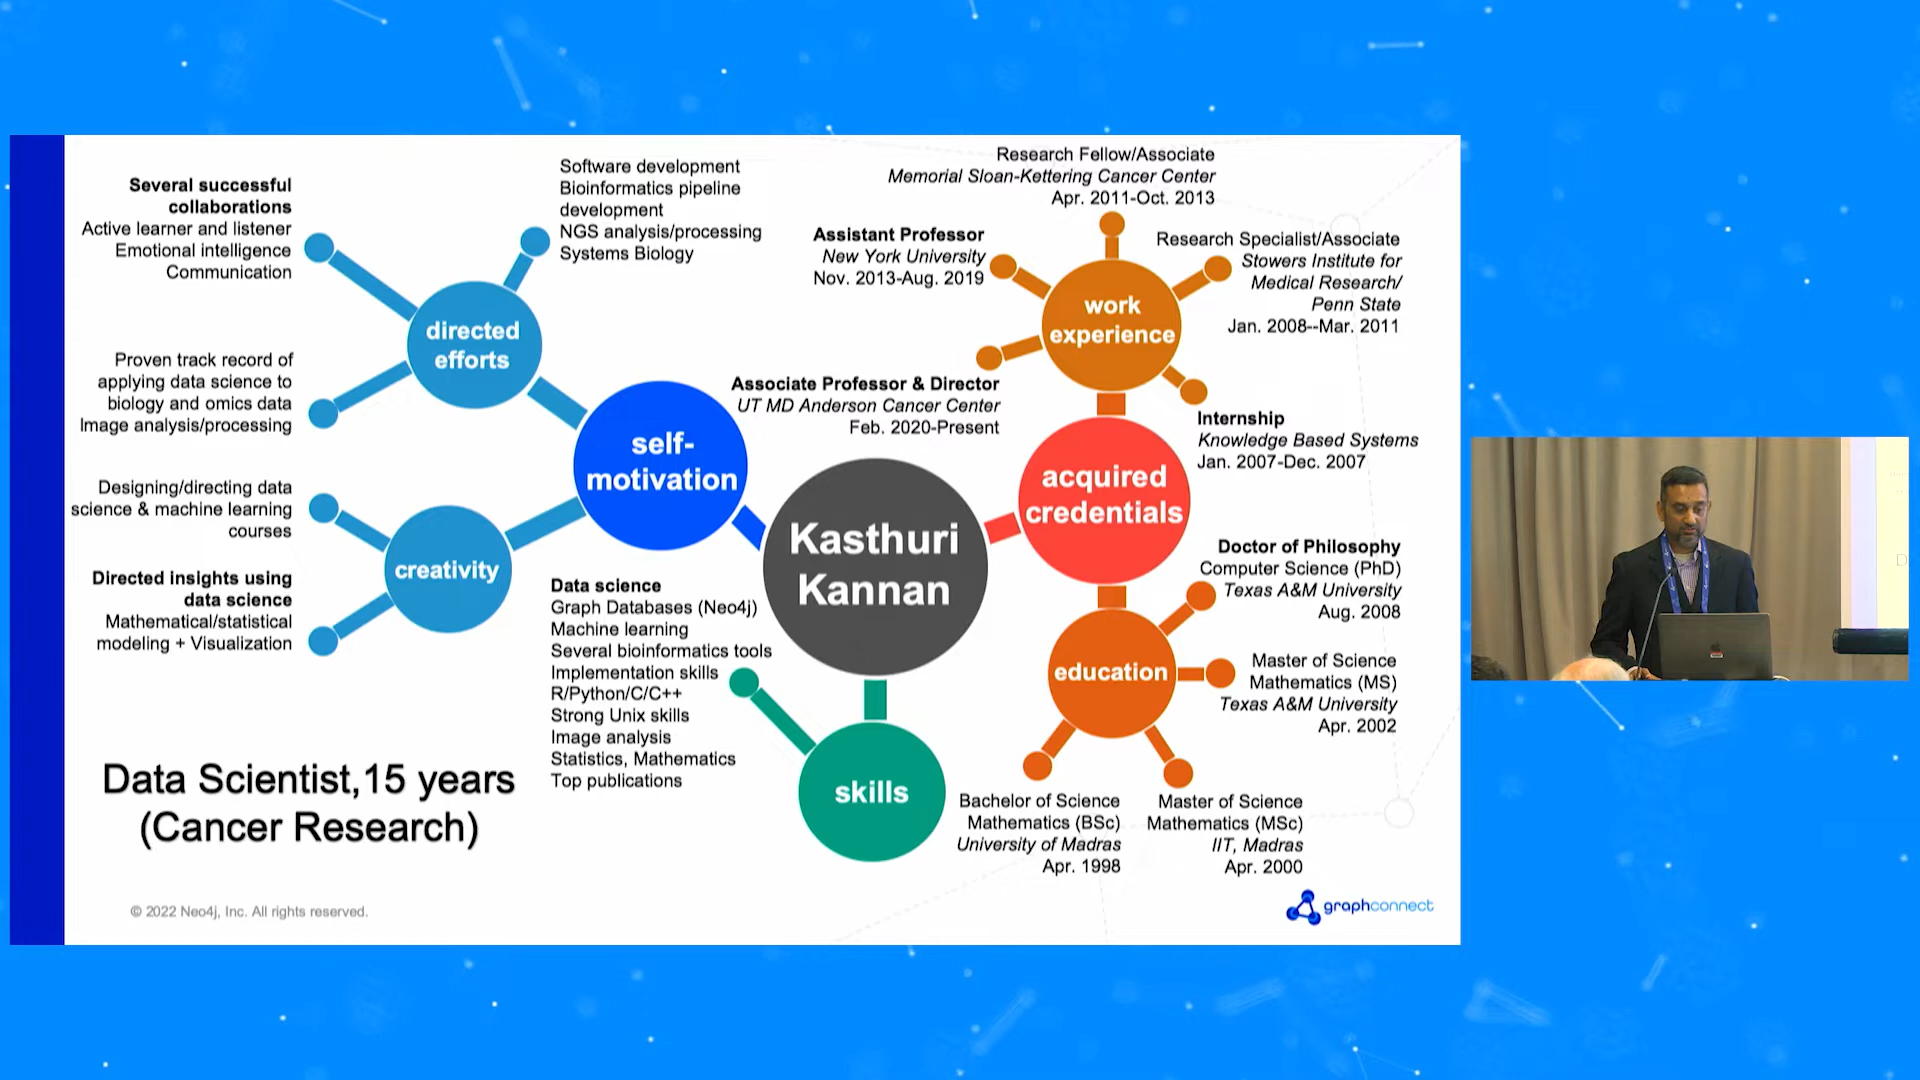 Several successful
collaborations
Active learner and listener
Emotional intelligence
Communication
Software development
Bioinformatics pipeline
development
NGS analysis/processing
Systems Biology
directed
efforts
Proven track record of
applying data science to
biology and omics data
Image analysis/processing
self-
motivation
Designing/directing data
science & machine learning
courses
creativity
Directed insights using
data science
Mathematical/statistical
modeling + Visualization
Research Fellow/Associate
Memorial Sloan-Kettering Cancer Center
Apr. 2011-Oct. 2013
Assistant Professor
New York University
Nov. 2013-Aug. 2019
Research Specialist/Associate
Stowers Institute for
Medical Research/
Penn State
Jan. 2008--Mar. 2011
work
experience
Associate Professor & Director
UT MD Anderson Cancer Center
Feb. 2020-Present
Internship
Knowledge Based Systems
Jan. 2007-Dec. 2007
acquired
credentials
Kasthuri
Kannan
Data science
Graph Databases (Neo4j)
Machine learning
Several bioinformatics tools
Implementation skills
R/Python/C/C++
Strong Unix skills
Image analysis
Statistics, Mathematics
Top publications
skills
education
Doctor of Philosophy
Computer Science (PhD)
Texas A&M University
Aug. 2008
Master of Science
Mathematics (MS)
Texas A&M University
Apr. 2002
Bachelor of Science
Mathematics (BSc)
University of Madras
Apr. 1998
Master of Science
Mathematics (MSc)
IIT, Madras
Apr. 2000
Data Scientist,15 years
(Cancer Research)
© 2022 Neo4j, Inc. All rights reserved.
graphconnect